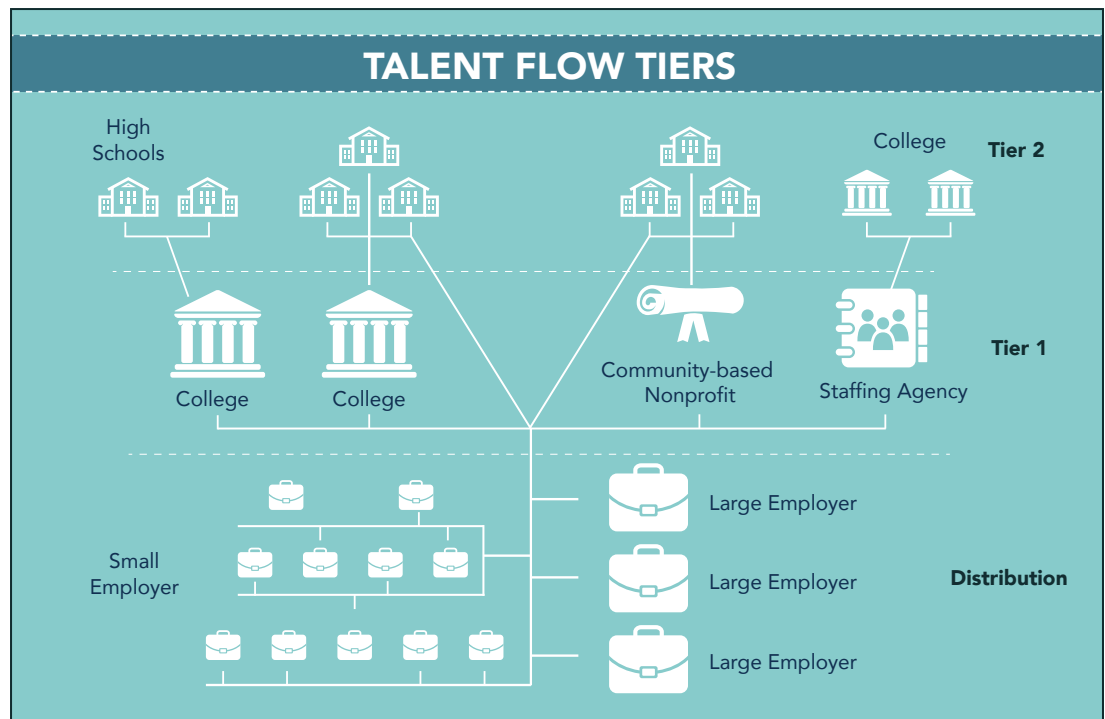 TALENT FLOW TIERS
High
Schools
College
Tier 2
College
College
Community-based
Nonprofit
Staffing Agency
Tier 1
Small
Employer
Large Employer
Large Employer
Large Employer
Distribution